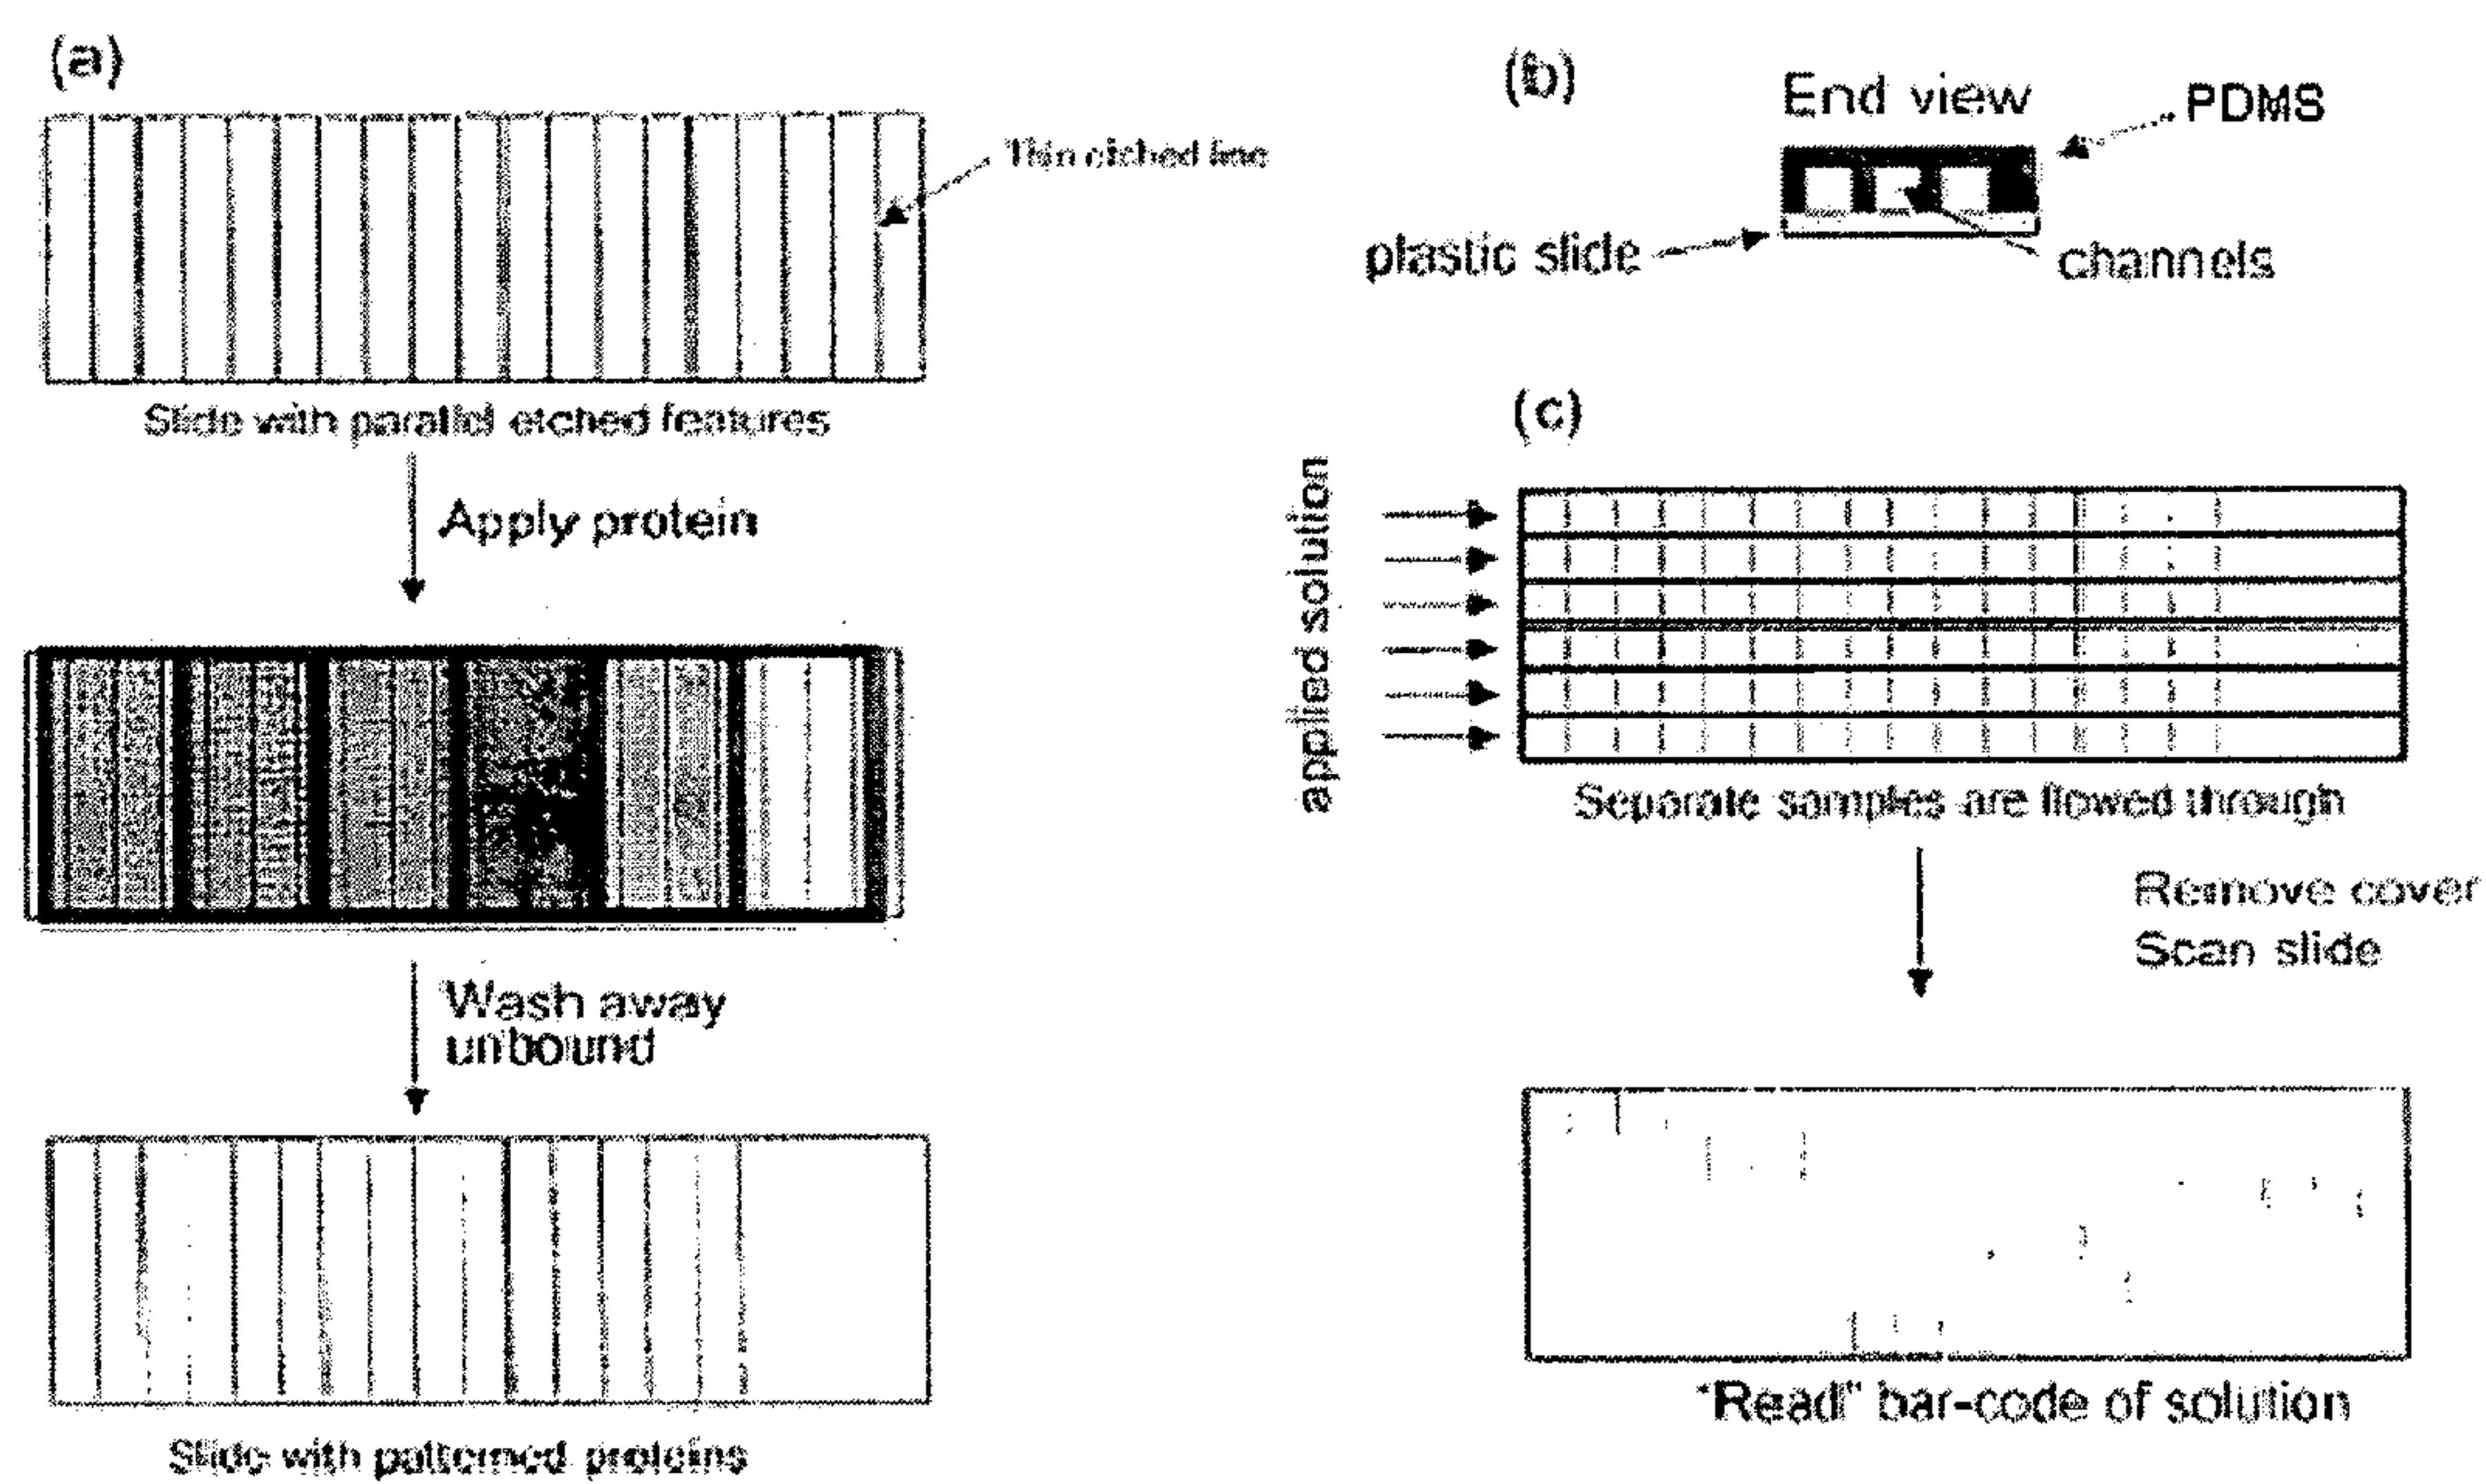 (a)
Thin etched line
Slide with parallel etched features
Apply protein
Wash away
unbound
Slide with patterned proteins
(b)
End view
PDMS
plastic slide
channels
(c)
applied solution
Separate samples are flowed through
Remove cover
Scan slide
"Read" bar-code of solution